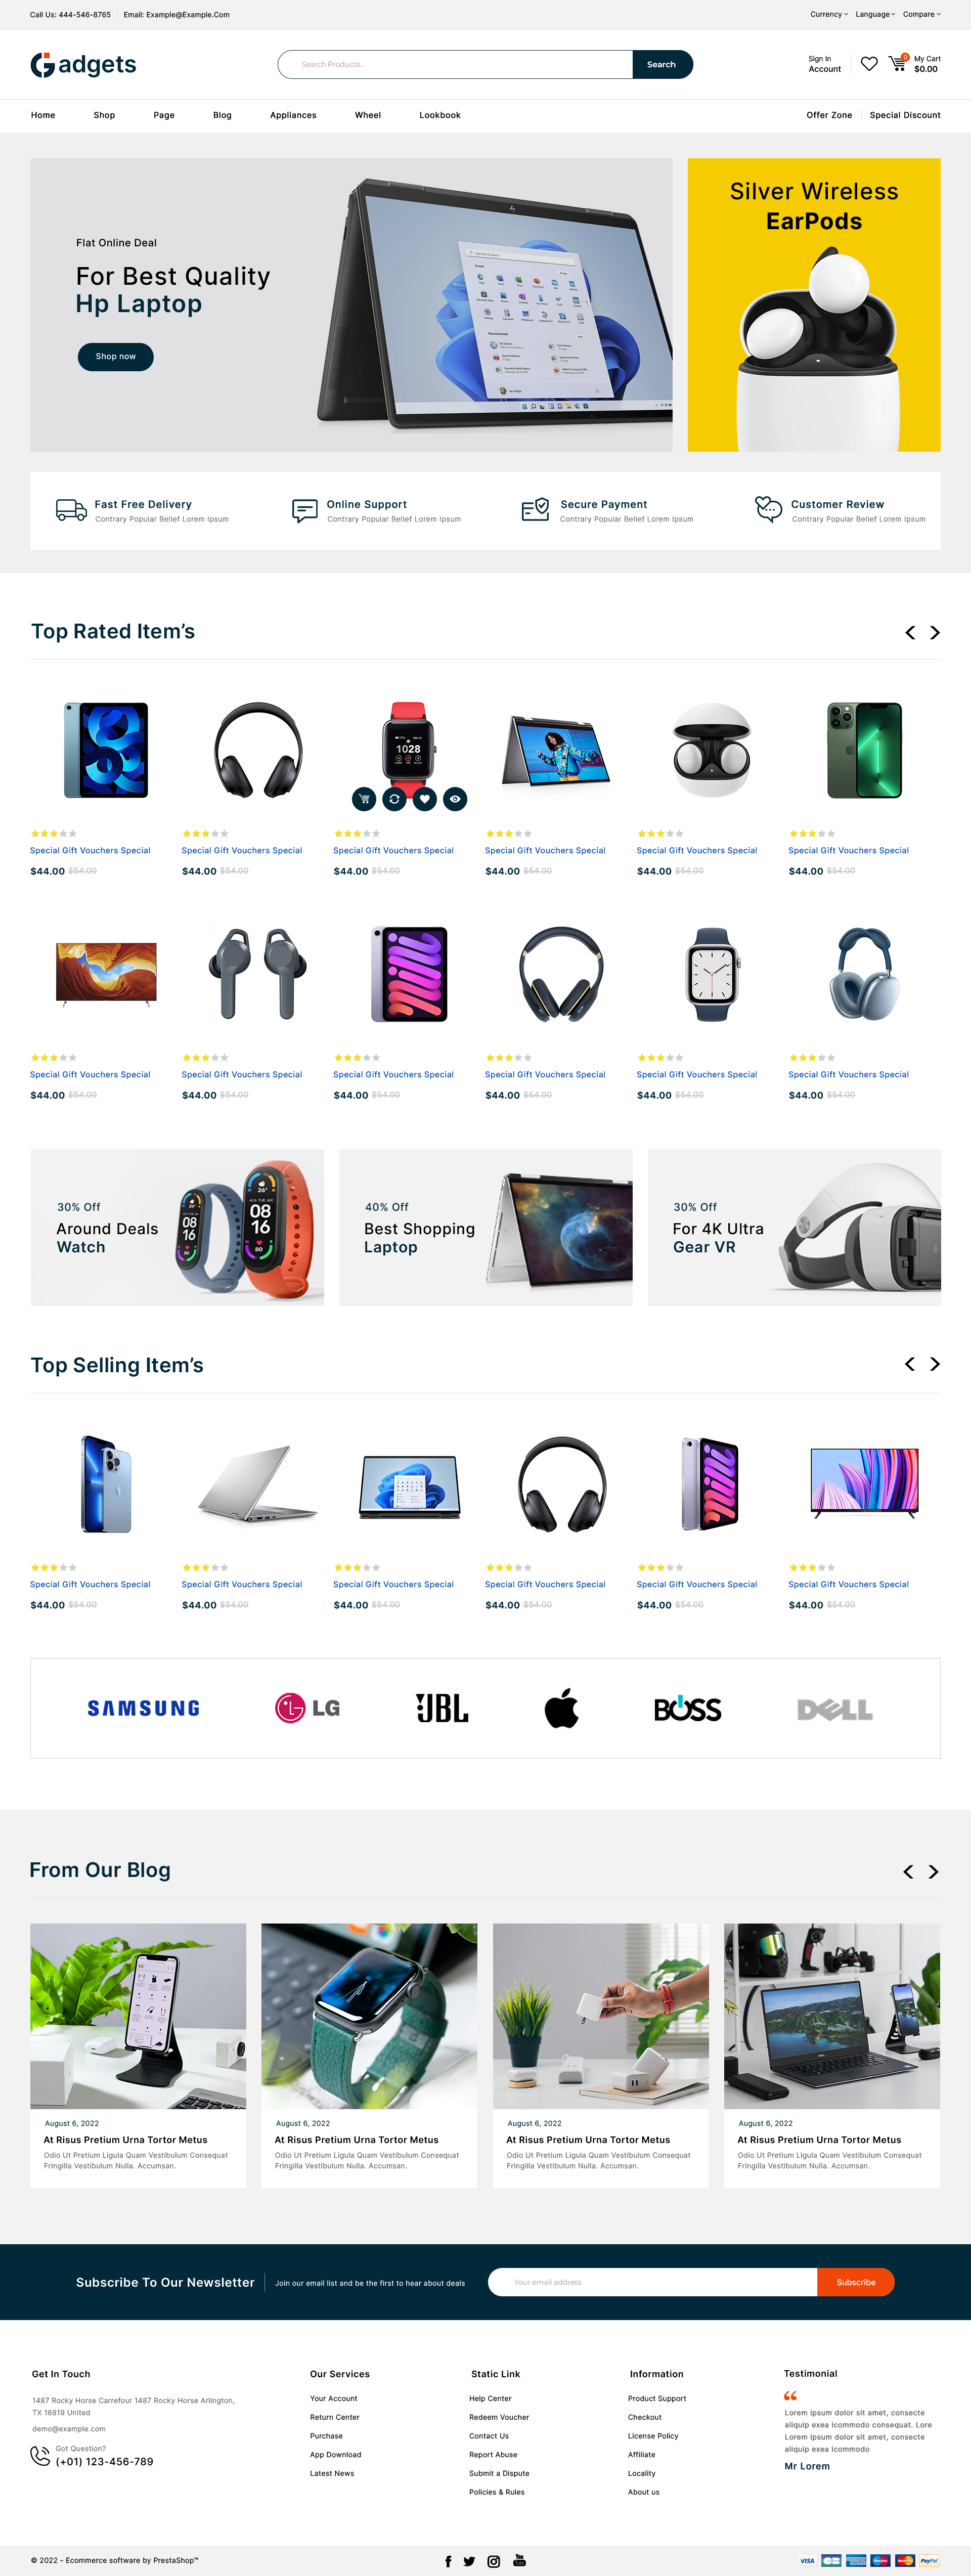 Call Us: 444-546-8765
Email: Example@Example.Com
Currency
Language
Compare
Gadgets
Search Products..
Search
Sign In
Account
0
My Cart
$0.00
Home
Shop
Page
Blog
Appliances
Wheel
Lookbook
Offer Zone
Special Discount
Flat Online Deal
For Best Quality
Hp Laptop
Shop now
Silver Wireless
EarPods
Fast Free Delivery
Contrary Popular Belief Lorem Ipsum
Online Support
Contrary Popular Belief Lorem Ipsum
Secure Payment
Contrary Popular Belief Lorem Ipsum
Customer Review
Contrary Popular Belief Lorem Ipsum
Top Rated Item’s
1028
Special Gift Vouchers Special
$44.00 $54.00
Special Gift Vouchers Special
$44.00 $54.00
Special Gift Vouchers Special
$44.00 $54.00
Special Gift Vouchers Special
$44.00 $54.00
Special Gift Vouchers Special
$44.00 $54.00
Special Gift Vouchers Special
$44.00 $54.00
Special Gift Vouchers Special
$44.00 $54.00
Special Gift Vouchers Special
$44.00 $54.00
Special Gift Vouchers Special
$44.00 $54.00
Special Gift Vouchers Special
$44.00 $54.00
Special Gift Vouchers Special
$44.00 $54.00
Special Gift Vouchers Special
$44.00 $54.00
30% Off
Around Deals
Watch
08
16
08
16
40% Off
Best Shopping
Laptop
30% Off
For 4K Ultra
Gear VR
Top Selling Item’s
Special Gift Vouchers Special
$44.00 $54.00
Special Gift Vouchers Special
$44.00 $54.00
Special Gift Vouchers Special
$44.00 $54.00
Special Gift Vouchers Special
$44.00 $54.00
Special Gift Vouchers Special
$44.00 $54.00
Special Gift Vouchers Special
$44.00 $54.00
SAMSUNG
LG
JBL
BOSS
DELL
From Our Blog
August 6, 2022
At Risus Pretium Urna Tortor Metus
Odio Ut Pretium Ligula Quam Vestibulum Consequat
Fringilla Vestibulum Nulla. Accumsan.
August 6, 2022
At Risus Pretium Urna Tortor Metus
Odio Ut Pretium Ligula Quam Vestibulum Consequat
Fringilla Vestibulum Nulla. Accumsan.
August 6, 2022
At Risus Pretium Urna Tortor Metus
Odio Ut Pretium Ligula Quam Vestibulum Consequat
Fringilla Vestibulum Nulla. Accumsan.
August 6, 2022
At Risus Pretium Urna Tortor Metus
Odio Ut Pretium Ligula Quam Vestibulum Consequat
Fringilla Vestibulum Nulla. Accumsan.
Subscribe To Our Newsletter
Join our email list and be the first to hear about deals
Your email address
Subscribe
Get In Touch
1487 Rocky Horse Carrefour 1487 Rocky Horse Arlington,
TX 16819 United
demo@example.com
Got Question?
(+01) 123-456-789
Our Services
Your Account
Return Center
Purchase
App Download
Latest News
Static Link
Help Center
Redeem Voucher
Contact Us
Report Abuse
Submit a Dispute
Policies & Rules
Information
Product Support
Checkout
License Policy
Affiliate
Locality
About us
Testimonial
Lorem ipsum dolor sit amet, consecte
aliquip exea icommodo consequat. Lore
Lorem ipsum dolor sit amet, consecte
aliquip exea icommodo
Mr Lorem
© 2022 - Ecommerce software by PrestaShop™
VISA
PayPal